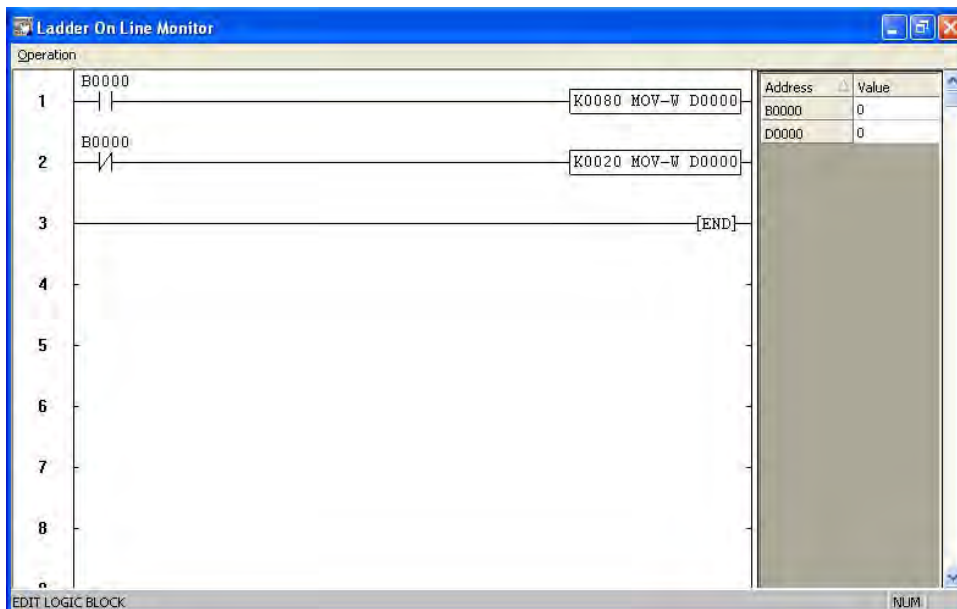 Ladder On Line Monitor
Operation
B0000
1 K0080 MOV-W D0000
B0000
2 K0020 MOV-W D0000
3 [END]
4
5
6
7
8
Address Value
B0000 0
D0000 0
EDIT LOGIC BLOCK NUM